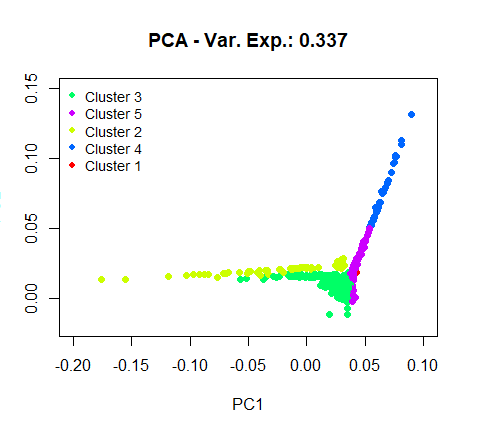 PCA - Var. Exp.: 0.337
Cluster 3
Cluster 5
Cluster 2
Cluster 4
Cluster 1
0.15
0.10
0.05
0.00
-0.20 -0.15 -0.10 -0.05 0.00 0.05 0.10
PC1